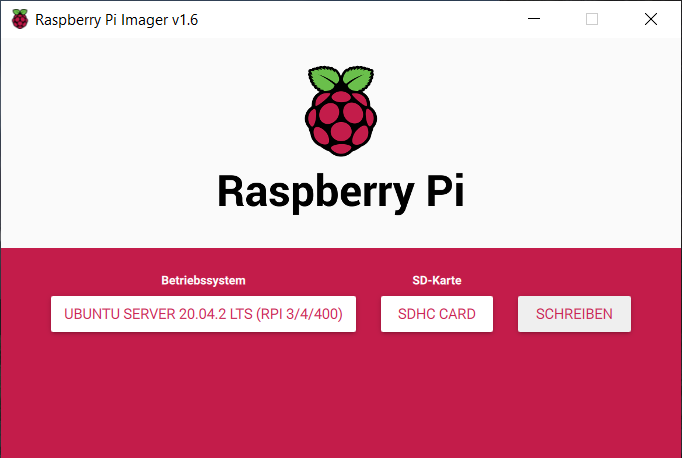 Raspberry Pi Imager v1.6
Raspberry Pi
Betriebssystem
SD-Karte
UBUNTU SERVER 20.04.2 LTS (RPI 3/4/400)
SDHC CARD
SCHREIBEN